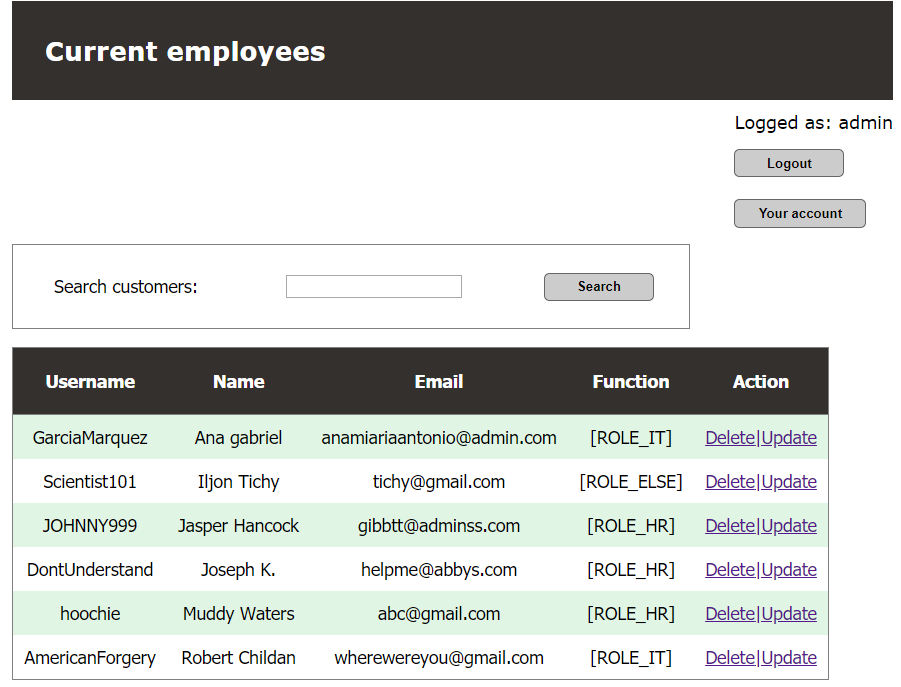 Current employees
Logged as: admin
Logout
Your account
Search customers: Search
Username Name Email Function Action
GarciaMarquez Ana gabriel anamiariaantonio@admin.com [ROLE_IT] Delete|Update
Scientist101 Iljon Tichy tichy@gmail.com [ROLE_ELSE] Delete|Update
JOHNNY999 Jasper Hancock gibbtt@adminss.com [ROLE_HR] Delete|Update
DontUnderstand Joseph K. helpme@abbys.com [ROLE_HR] Delete|Update
hoochie Muddy Waters abc@gmail.com [ROLE_HR] Delete|Update
AmericanForgery Robert Childan wherewereyou@gmail.com [ROLE_IT] Delete|Update